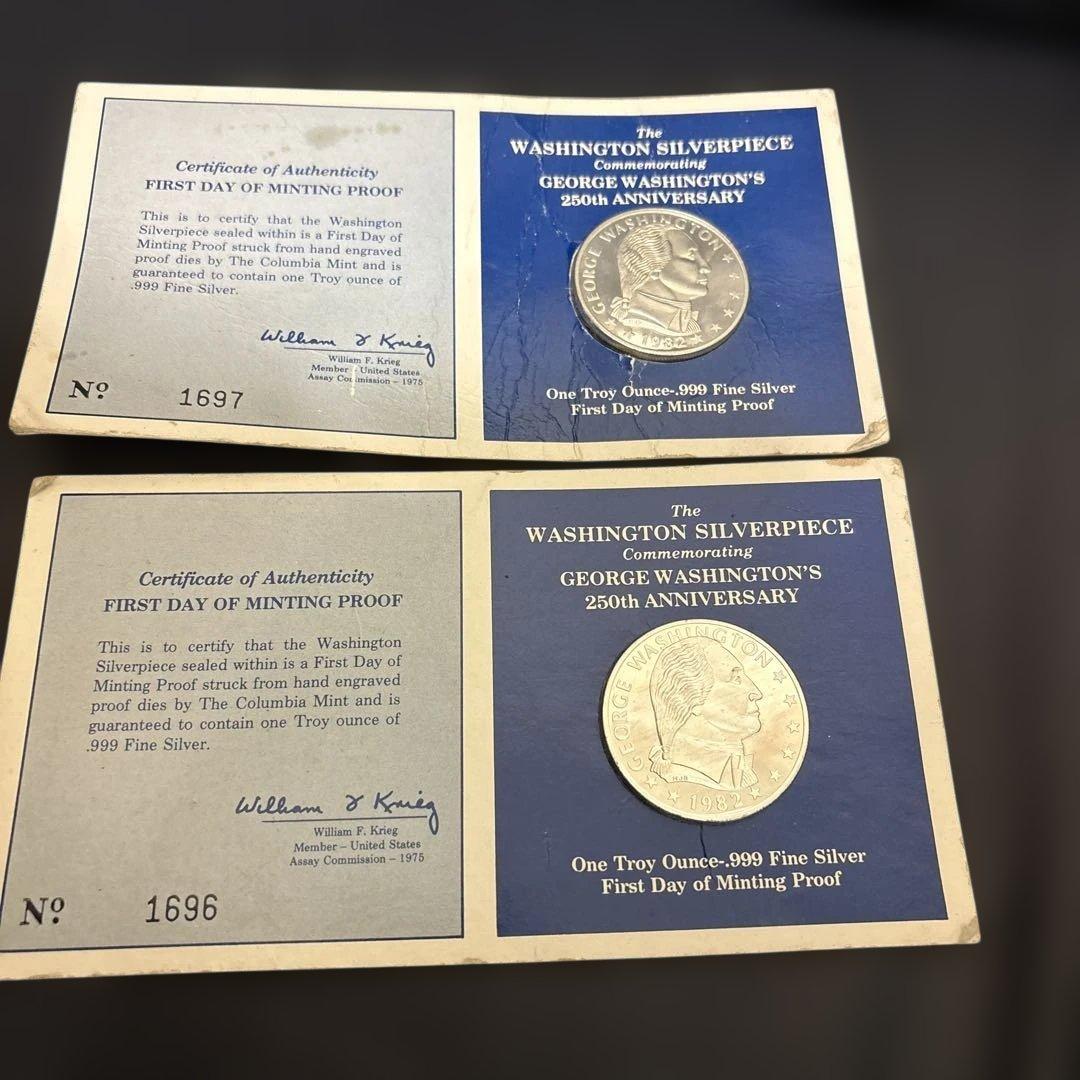 Certificate of Authenticity
FIRST DAY OF MINTING PROOF
This is to certify that the Washington
Silverpiece sealed within is a First Day of
Minting Proof struck from hand engraved
proof dies by The Columbia Mint and is
guaranteed to contain one Troy ounce of
.999 Fine Silver.
William F Krieg
William F. Krieg
Member - United States
Assay Commission - 1975
Nº 1697
The
WASHINGTON SILVERPIECE
Commemorating
GEORGE WASHINGTON'S
250th ANNIVERSARY
GEORGE WASHINGTON
1982
One Troy Ounce-.999 Fine Silver
First Day of Minting Proof
Certificate of Authenticity
FIRST DAY OF MINTING PROOF
This is to certify that the Washington
Silverpiece sealed within is a First Day of
Minting Proof struck from hand engraved
proof dies by The Columbia Mint and is
guaranteed to contain one Troy ounce of
.999 Fine Silver.
William F Krieg
William F. Krieg
Member – United States
Assay Commission – 1975
Nº 1696
The
WASHINGTON SILVERPIECE
Commemorating
GEORGE WASHINGTON'S
250th ANNIVERSARY
GEORGE WASHINGTON
HJB
1982
One Troy Ounce-.999 Fine Silver
First Day of Minting Proof